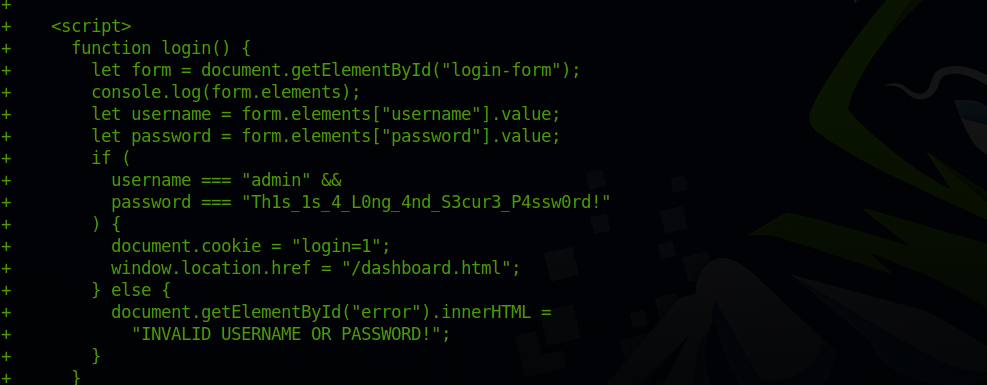 +
+    <script>
+      function login() {
+        let form = document.getElementById("login-form");
+        console.log(form.elements);
+        let username = form.elements["username"].value;
+        let password = form.elements["password"].value;
+        if (
+          username === "admin" &&
+          password === "Th1s_1s_4_L0ng_4nd_S3cur3_P4ssw0rd!"
+        ) {
+          document.cookie = "login=1";
+          window.location.href = "/dashboard.html";
+        } else {
+          document.getElementById("error").innerHTML =
+            "INVALID USERNAME OR PASSWORD!";
+        }
+      }